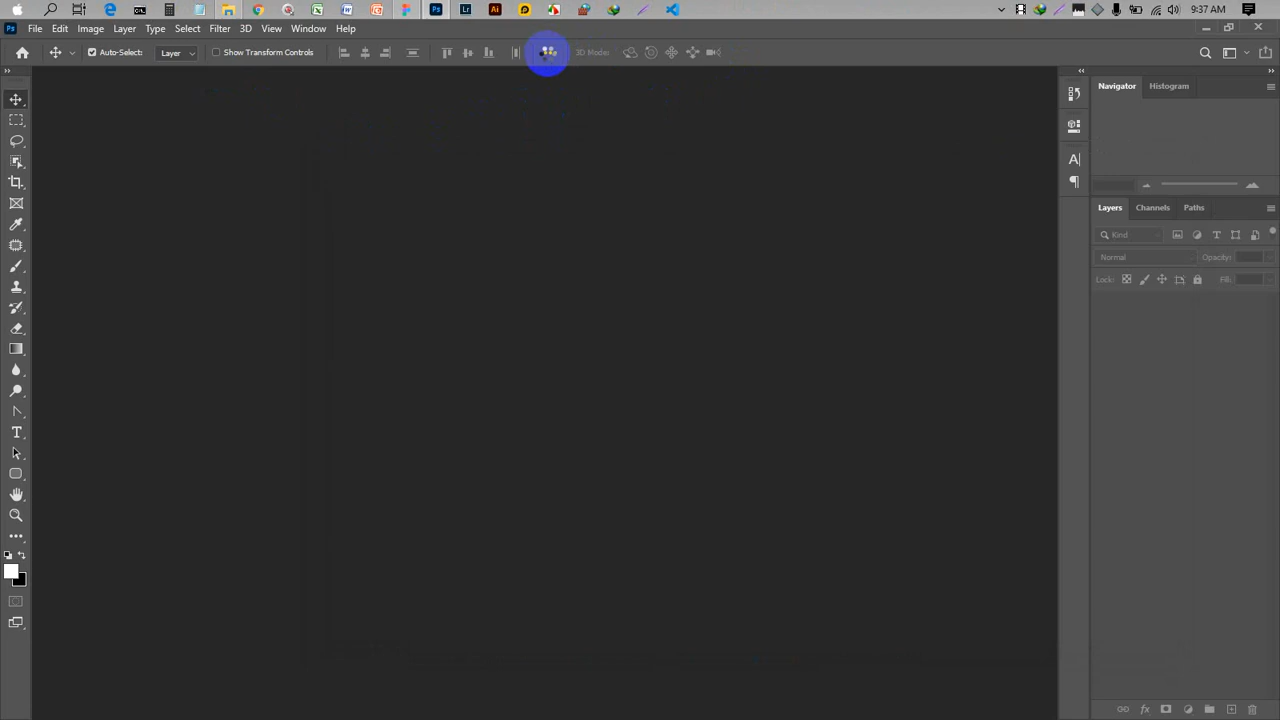 9:37 AM
Ps File Edit Image Layer Type Select Filter 3D View Window Help
Auto-Select: Layer Show Transform Controls 3D Mode:
Navigator Histogram
Layers Channels Paths
Kind
Normal Opacity:
Lock: Fill: